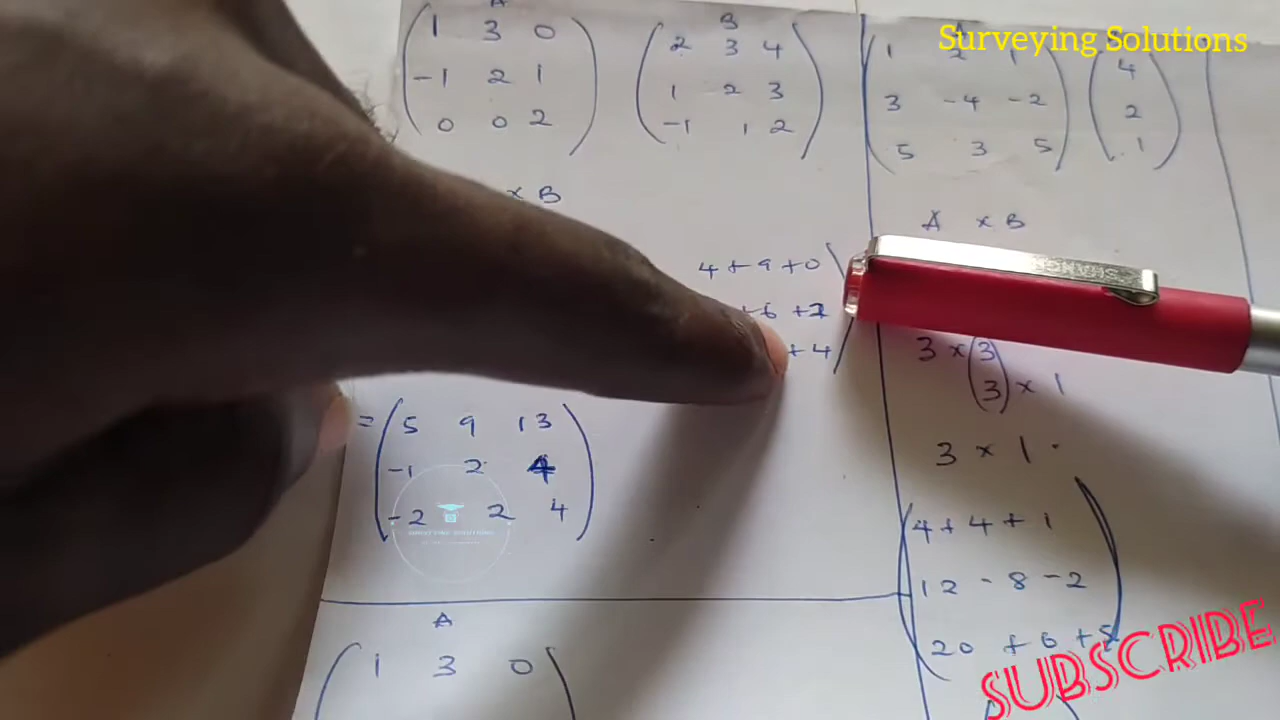 Surveying Solutions
A
1 3 0
-1 2 1
0 0 2
B
2 3 4
1 2 3
-1 1 2
x B
4 + 9 + 0
+ 6 + 2
+ 4
= 5 9 13
-1 2 4
-2 2 4
A
1 3 0
A
1 2 1
3 -4 -2
5 3 5
4
2
1
A x B
3 x 3
3 x 1
3 x 1
4 + 4 + 1
12 - 8 - 2
20 + 6 + 5
SUBSCRIBE